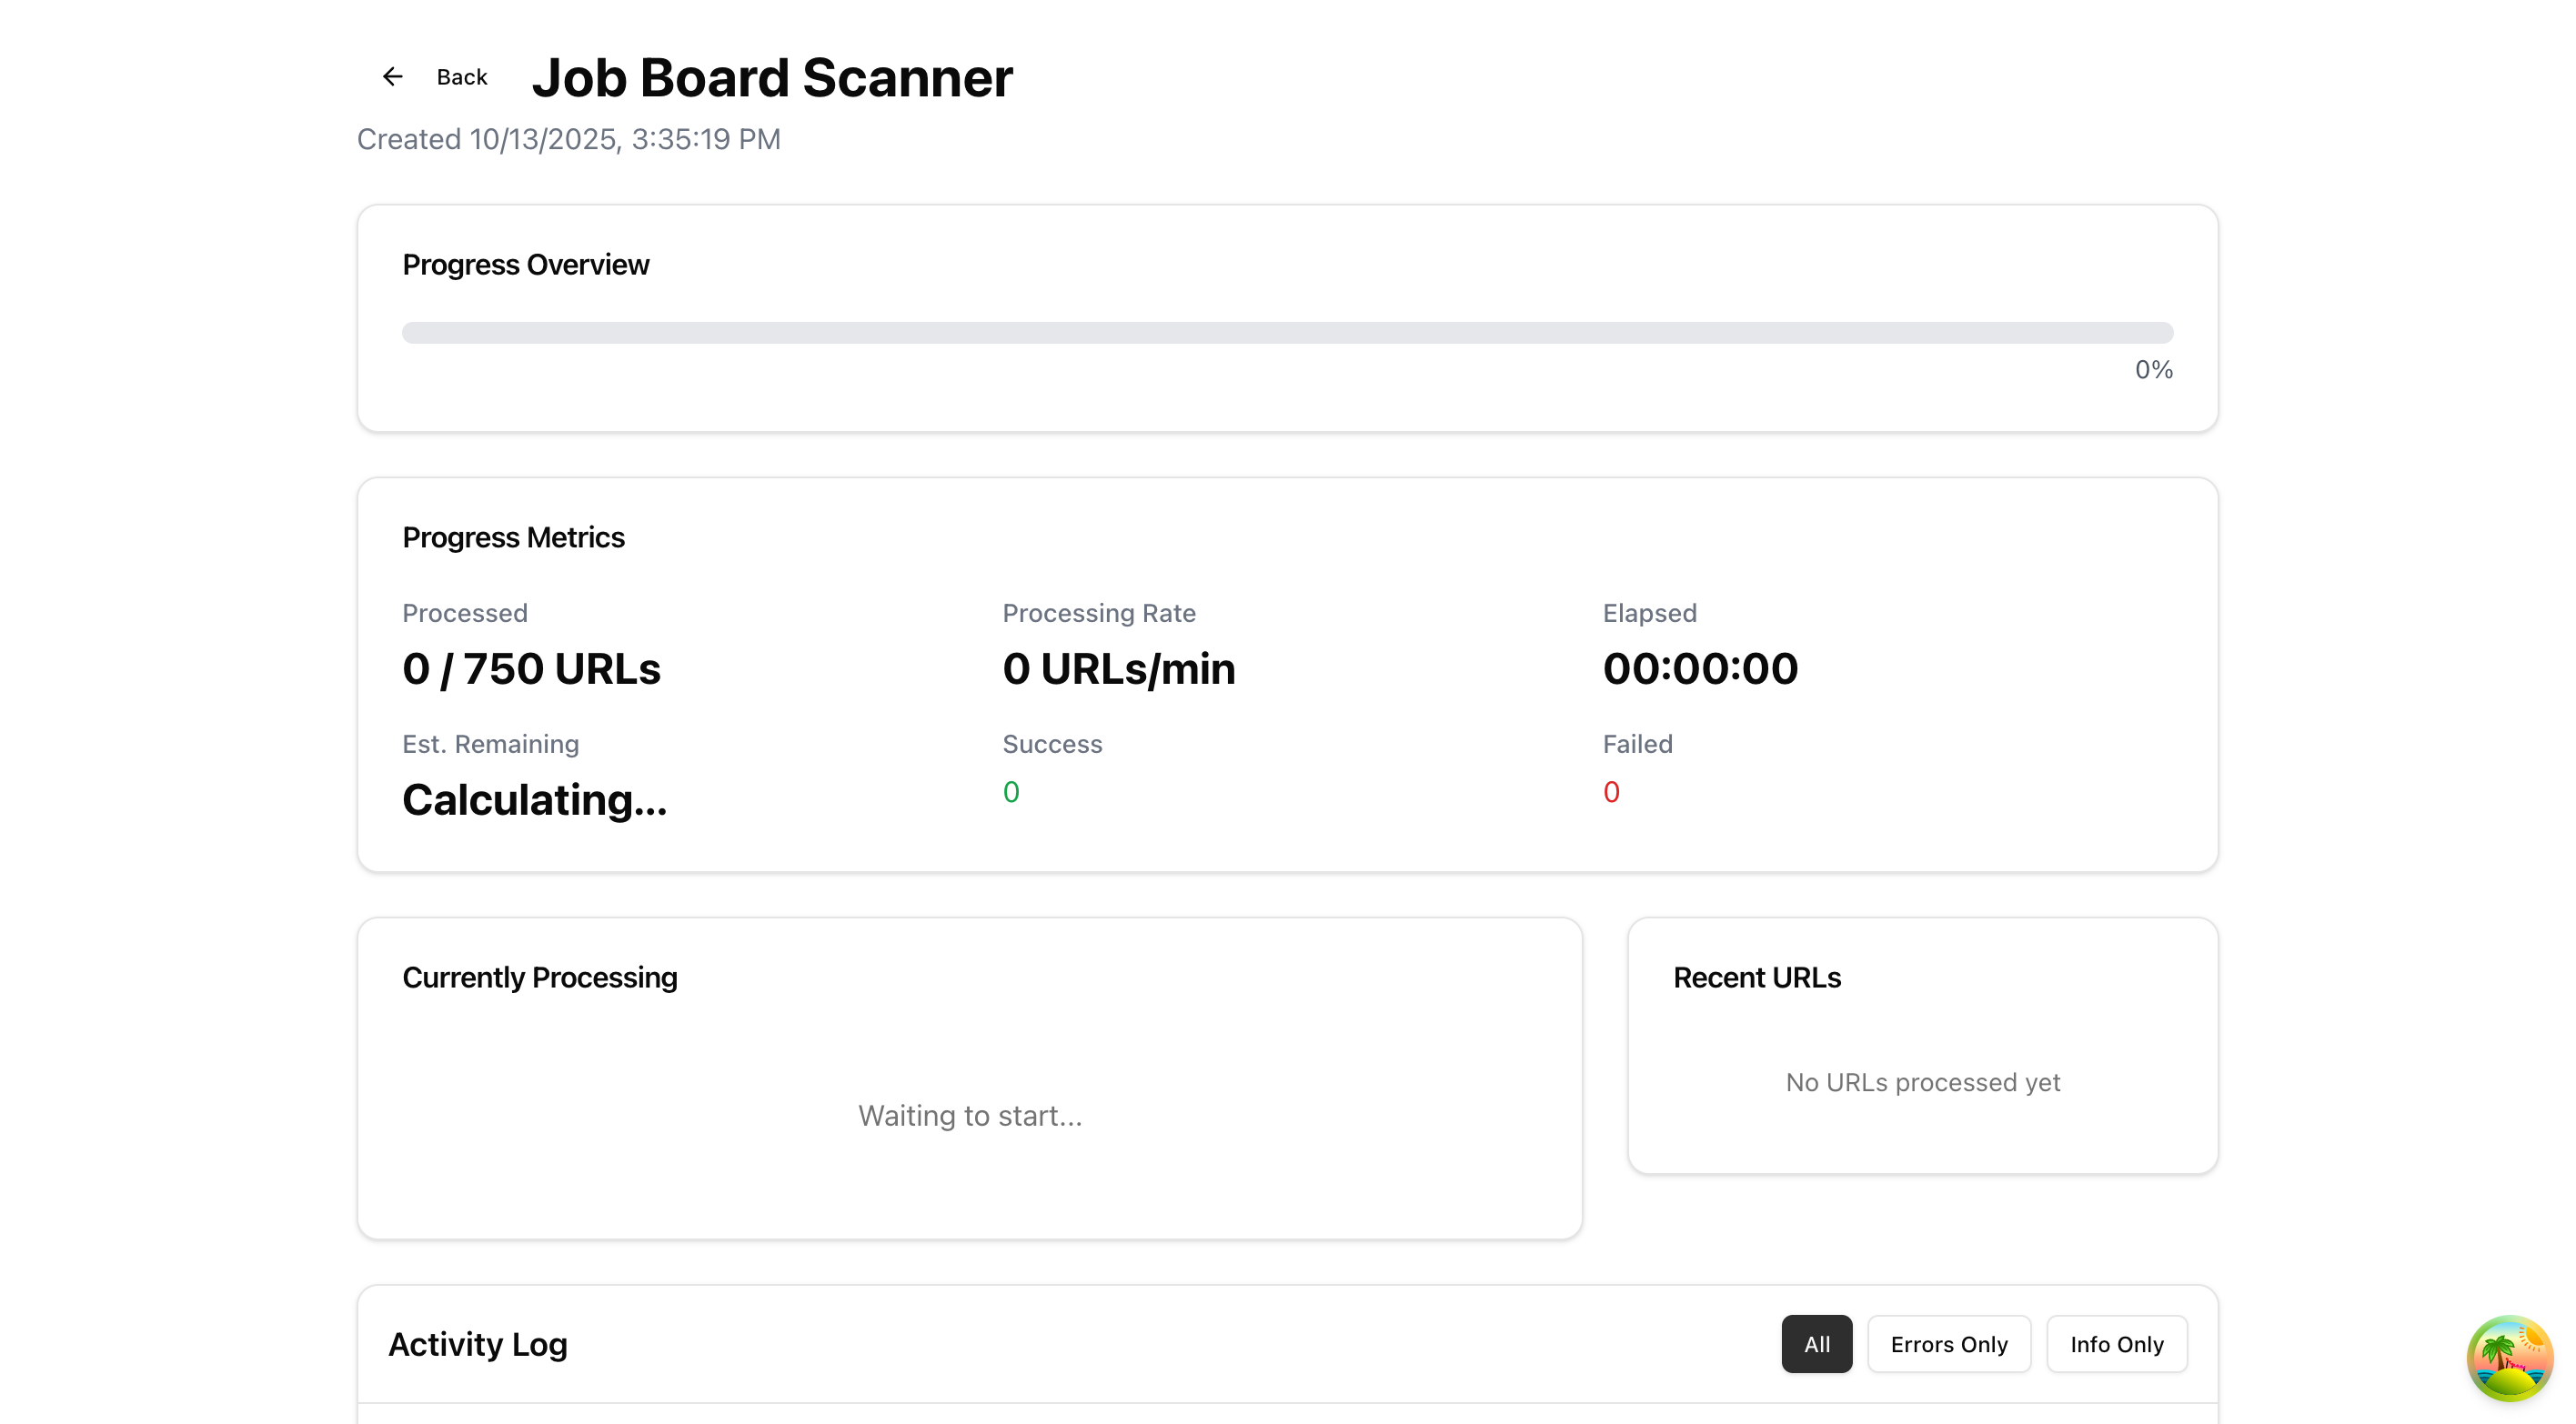 Back
Job Board Scanner
Created 10/13/2025, 3:35:19 PM
Progress Overview
0%
Progress Metrics
Processed
0 / 750 URLs
Processing Rate
0 URLs/min
Elapsed
00:00:00
Est. Remaining
Calculating...
Success
0
Failed
0
Currently Processing
Waiting to start...
Recent URLs
No URLs processed yet
Activity Log
All
Errors Only
Info Only